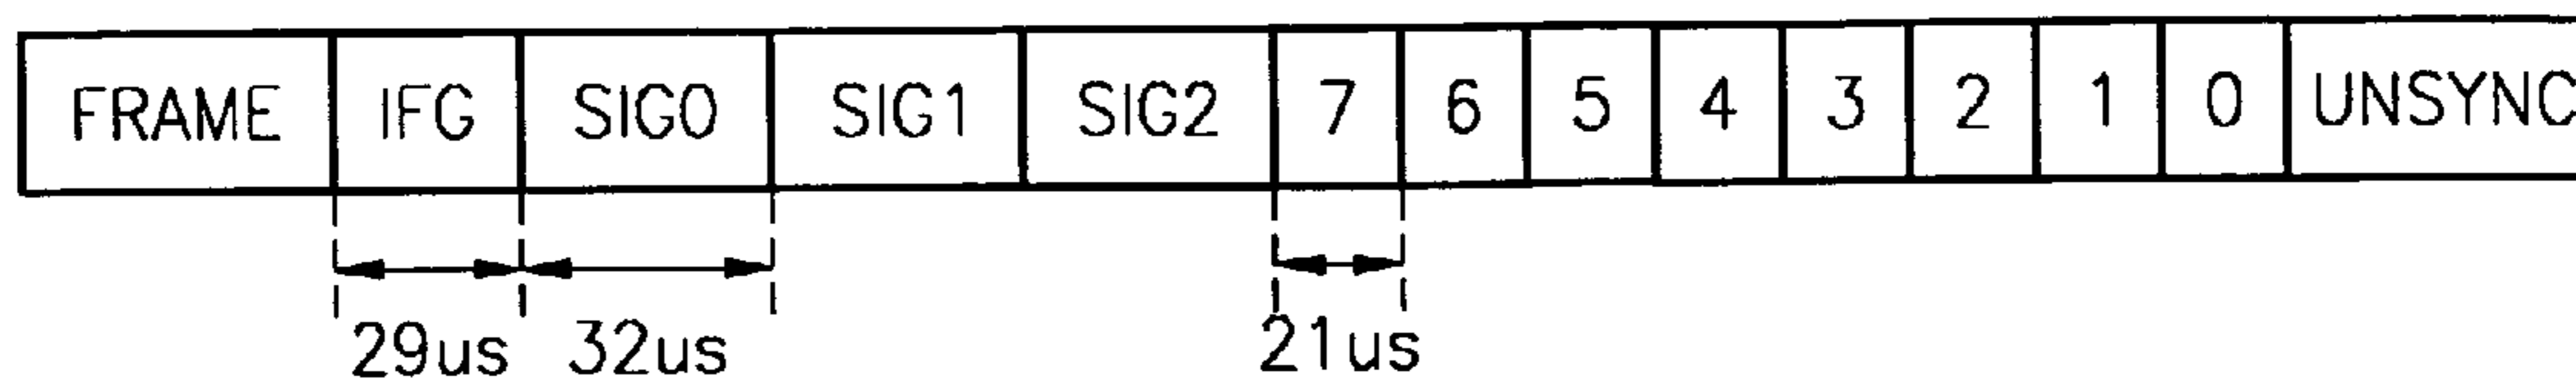 FRAME IFG SIG0 SIG1 SIG2 7 6 5 4 3 2 1 0 UNSYNC
29us 32us 21us